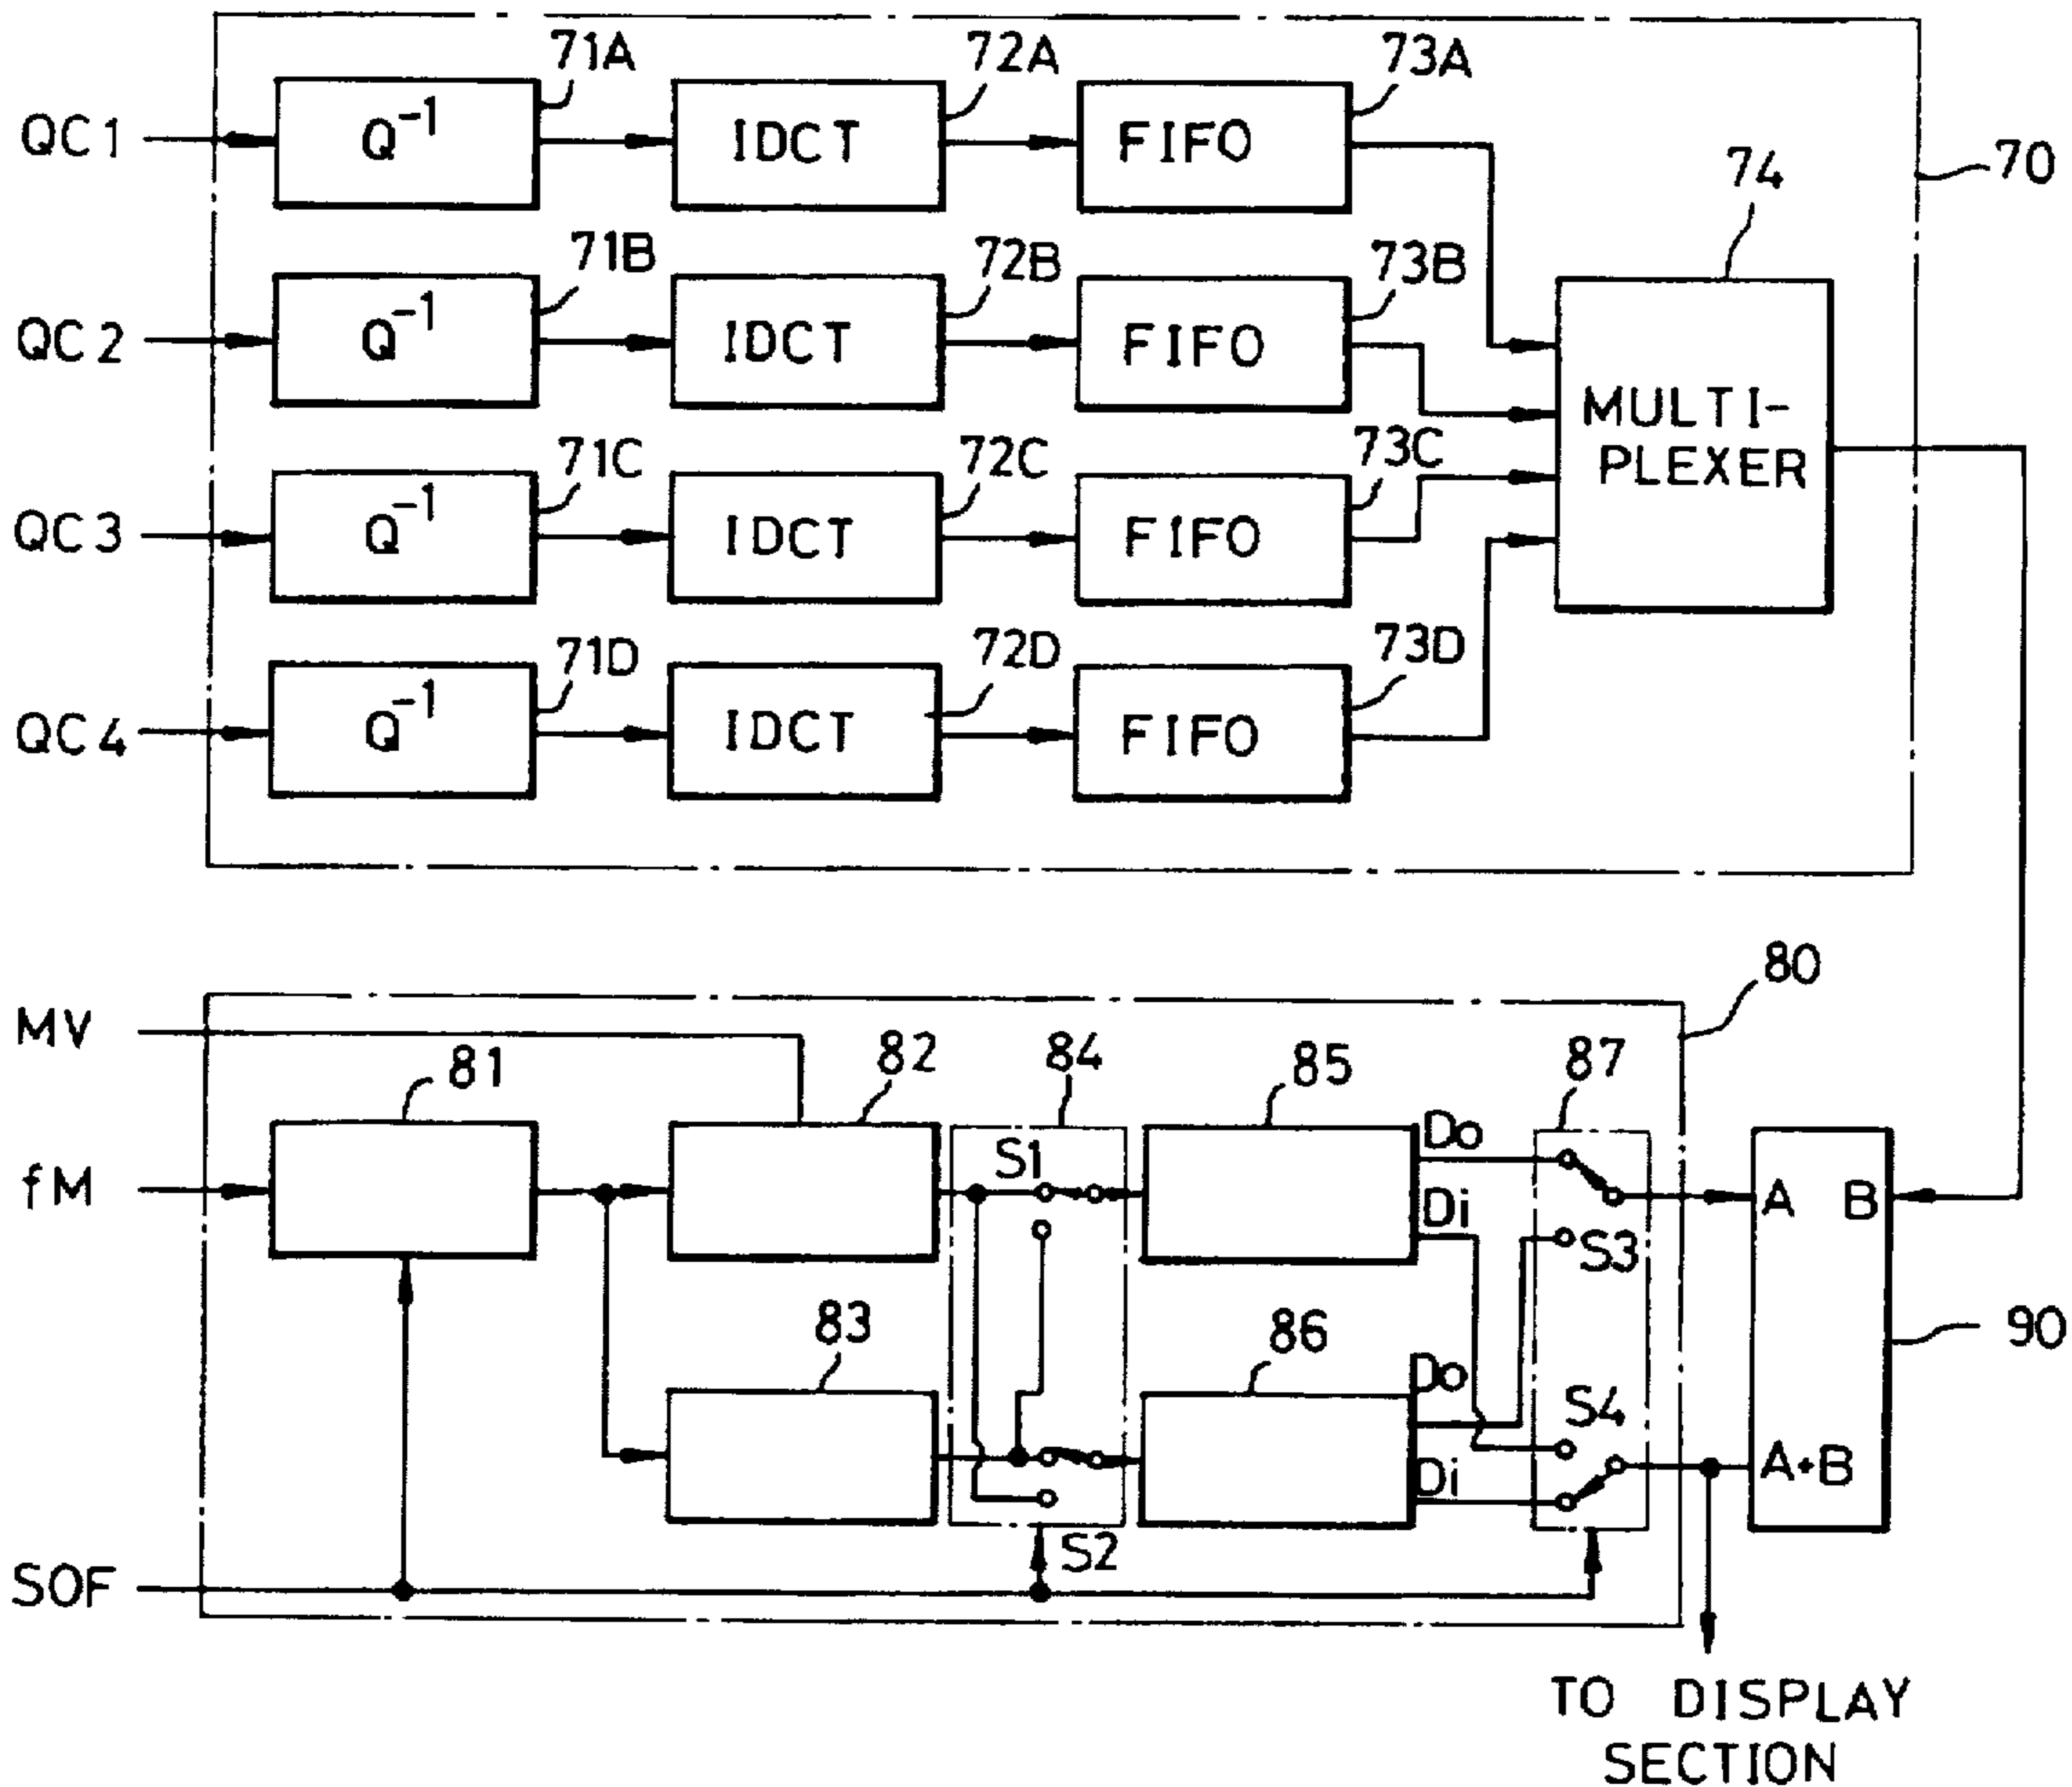 71A
72A
73A
QC1
Q⁻¹
IDCT
FIFO
70
74
71B
72B
73B
QC2
Q⁻¹
IDCT
FIFO
MULTI-
PLEXER
71C
72C
73C
QC3
Q⁻¹
IDCT
FIFO
71D
72D
73D
QC4
Q⁻¹
IDCT
FIFO
80
MV
81
82
84
85
87
fM
S1
Do
Di
S3
A
B
83
86
90
Do
S4
Di
A+B
SOF
S2
TO DISPLAY
SECTION